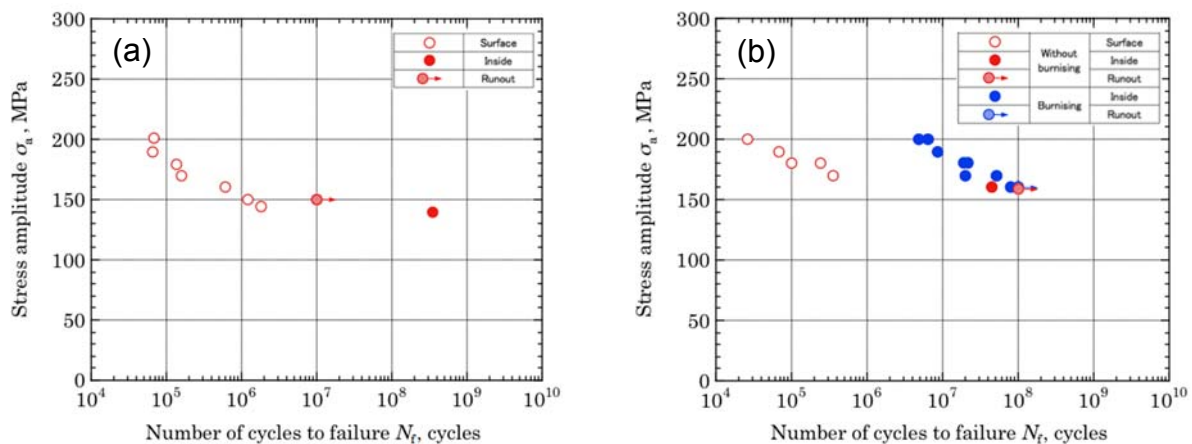 (a)
Stress amplitude σa , MPa
300
250
200
150
100
50
0
Surface
Inside
Runout
10^4 10^5 10^6 10^7 10^8 10^9 10^10
Number of cycles to failure Nf, cycles
(b)
Stress amplitude σa , MPa
300
250
200
150
100
50
0
Without burnising
Surface
Inside
Runout
Burnising
Inside
Runout
10^4 10^5 10^6 10^7 10^8 10^9 10^10
Number of cycles to failure Nf, cycles